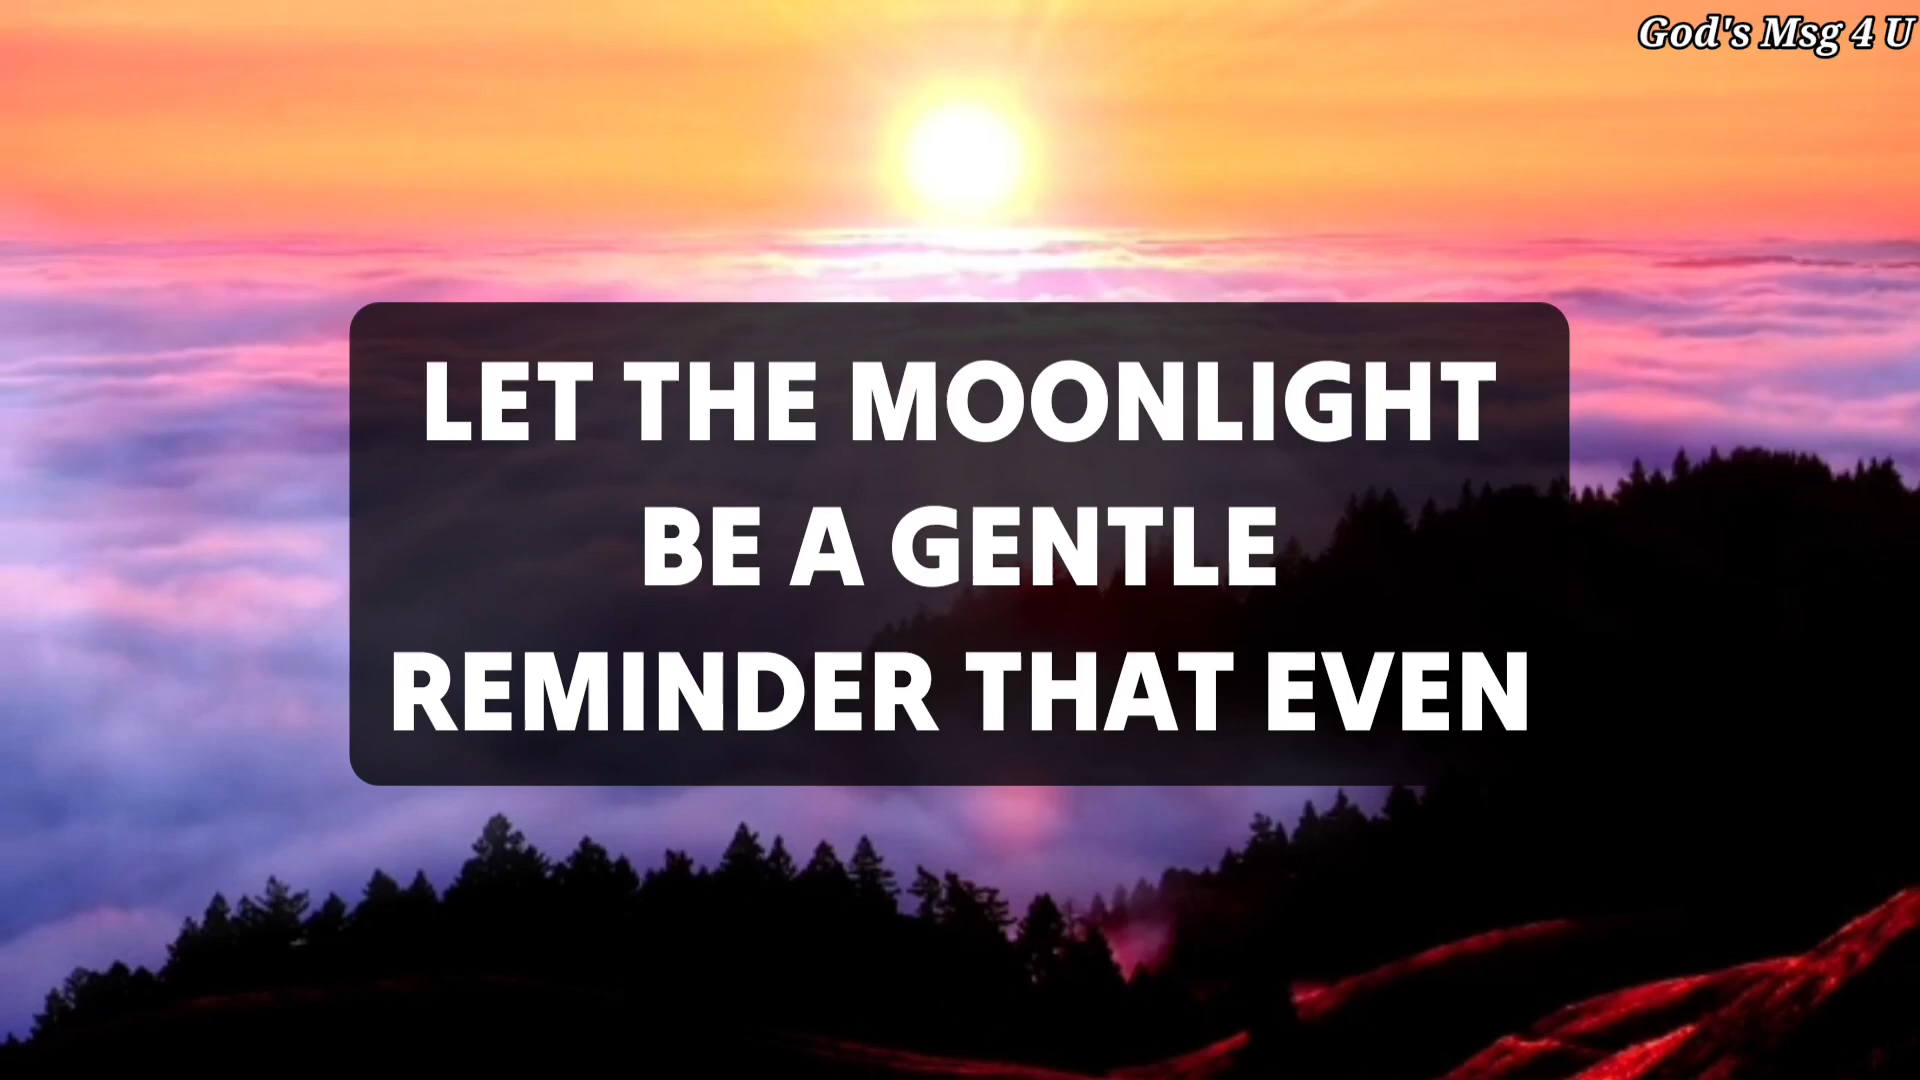 God's Msg 4 U
LET THE MOONLIGHT
BE A GENTLE
REMINDER THAT EVEN